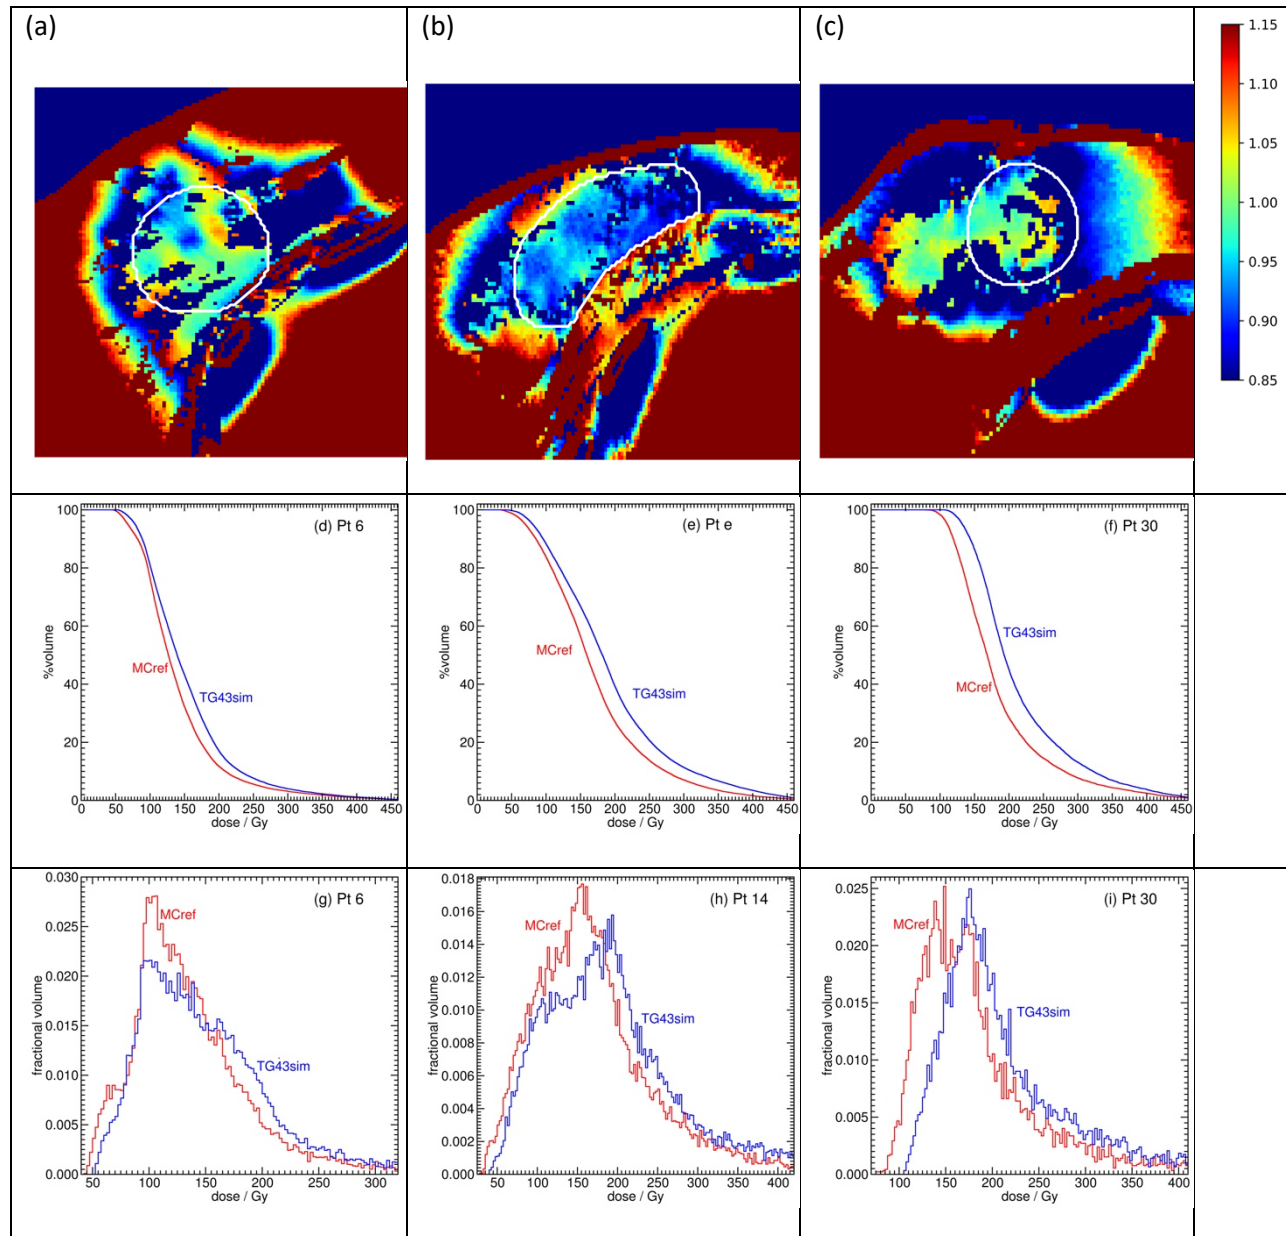 (a)
(b)
(c)
1.15
1.10
1.05
1.00
0.95
0.90
0.85
(d) Pt 6
100
80
60
40
20
0
%volume
MCref
TG43sim
0 50 100 150 200 250 300 350 400 450
dose / Gy
(e) Pt e
100
80
60
40
20
0
%volume
MCref
TG43sim
0 50 100 150 200 250 300 350 400 450
dose / Gy
(f) Pt 30
100
80
60
40
20
0
%volume
TG43sim
MCref
0 50 100 150 200 250 300 350 400 450
dose / Gy
(g) Pt 6
0.030
0.025
0.020
0.015
0.010
0.005
0.000
fractional volume
MCref
TG43sim
50 100 150 200 250 300
dose / Gy
(h) Pt 14
0.018
0.016
0.014
0.012
0.010
0.008
0.006
0.004
0.002
0.000
fractional volume
MCref
TG43sim
50 100 150 200 250 300 350 400
dose / Gy
(i) Pt 30
0.025
0.020
0.015
0.010
0.005
0.000
fractional volume
MCref
TG43sim
100 150 200 250 300 350 400
dose / Gy